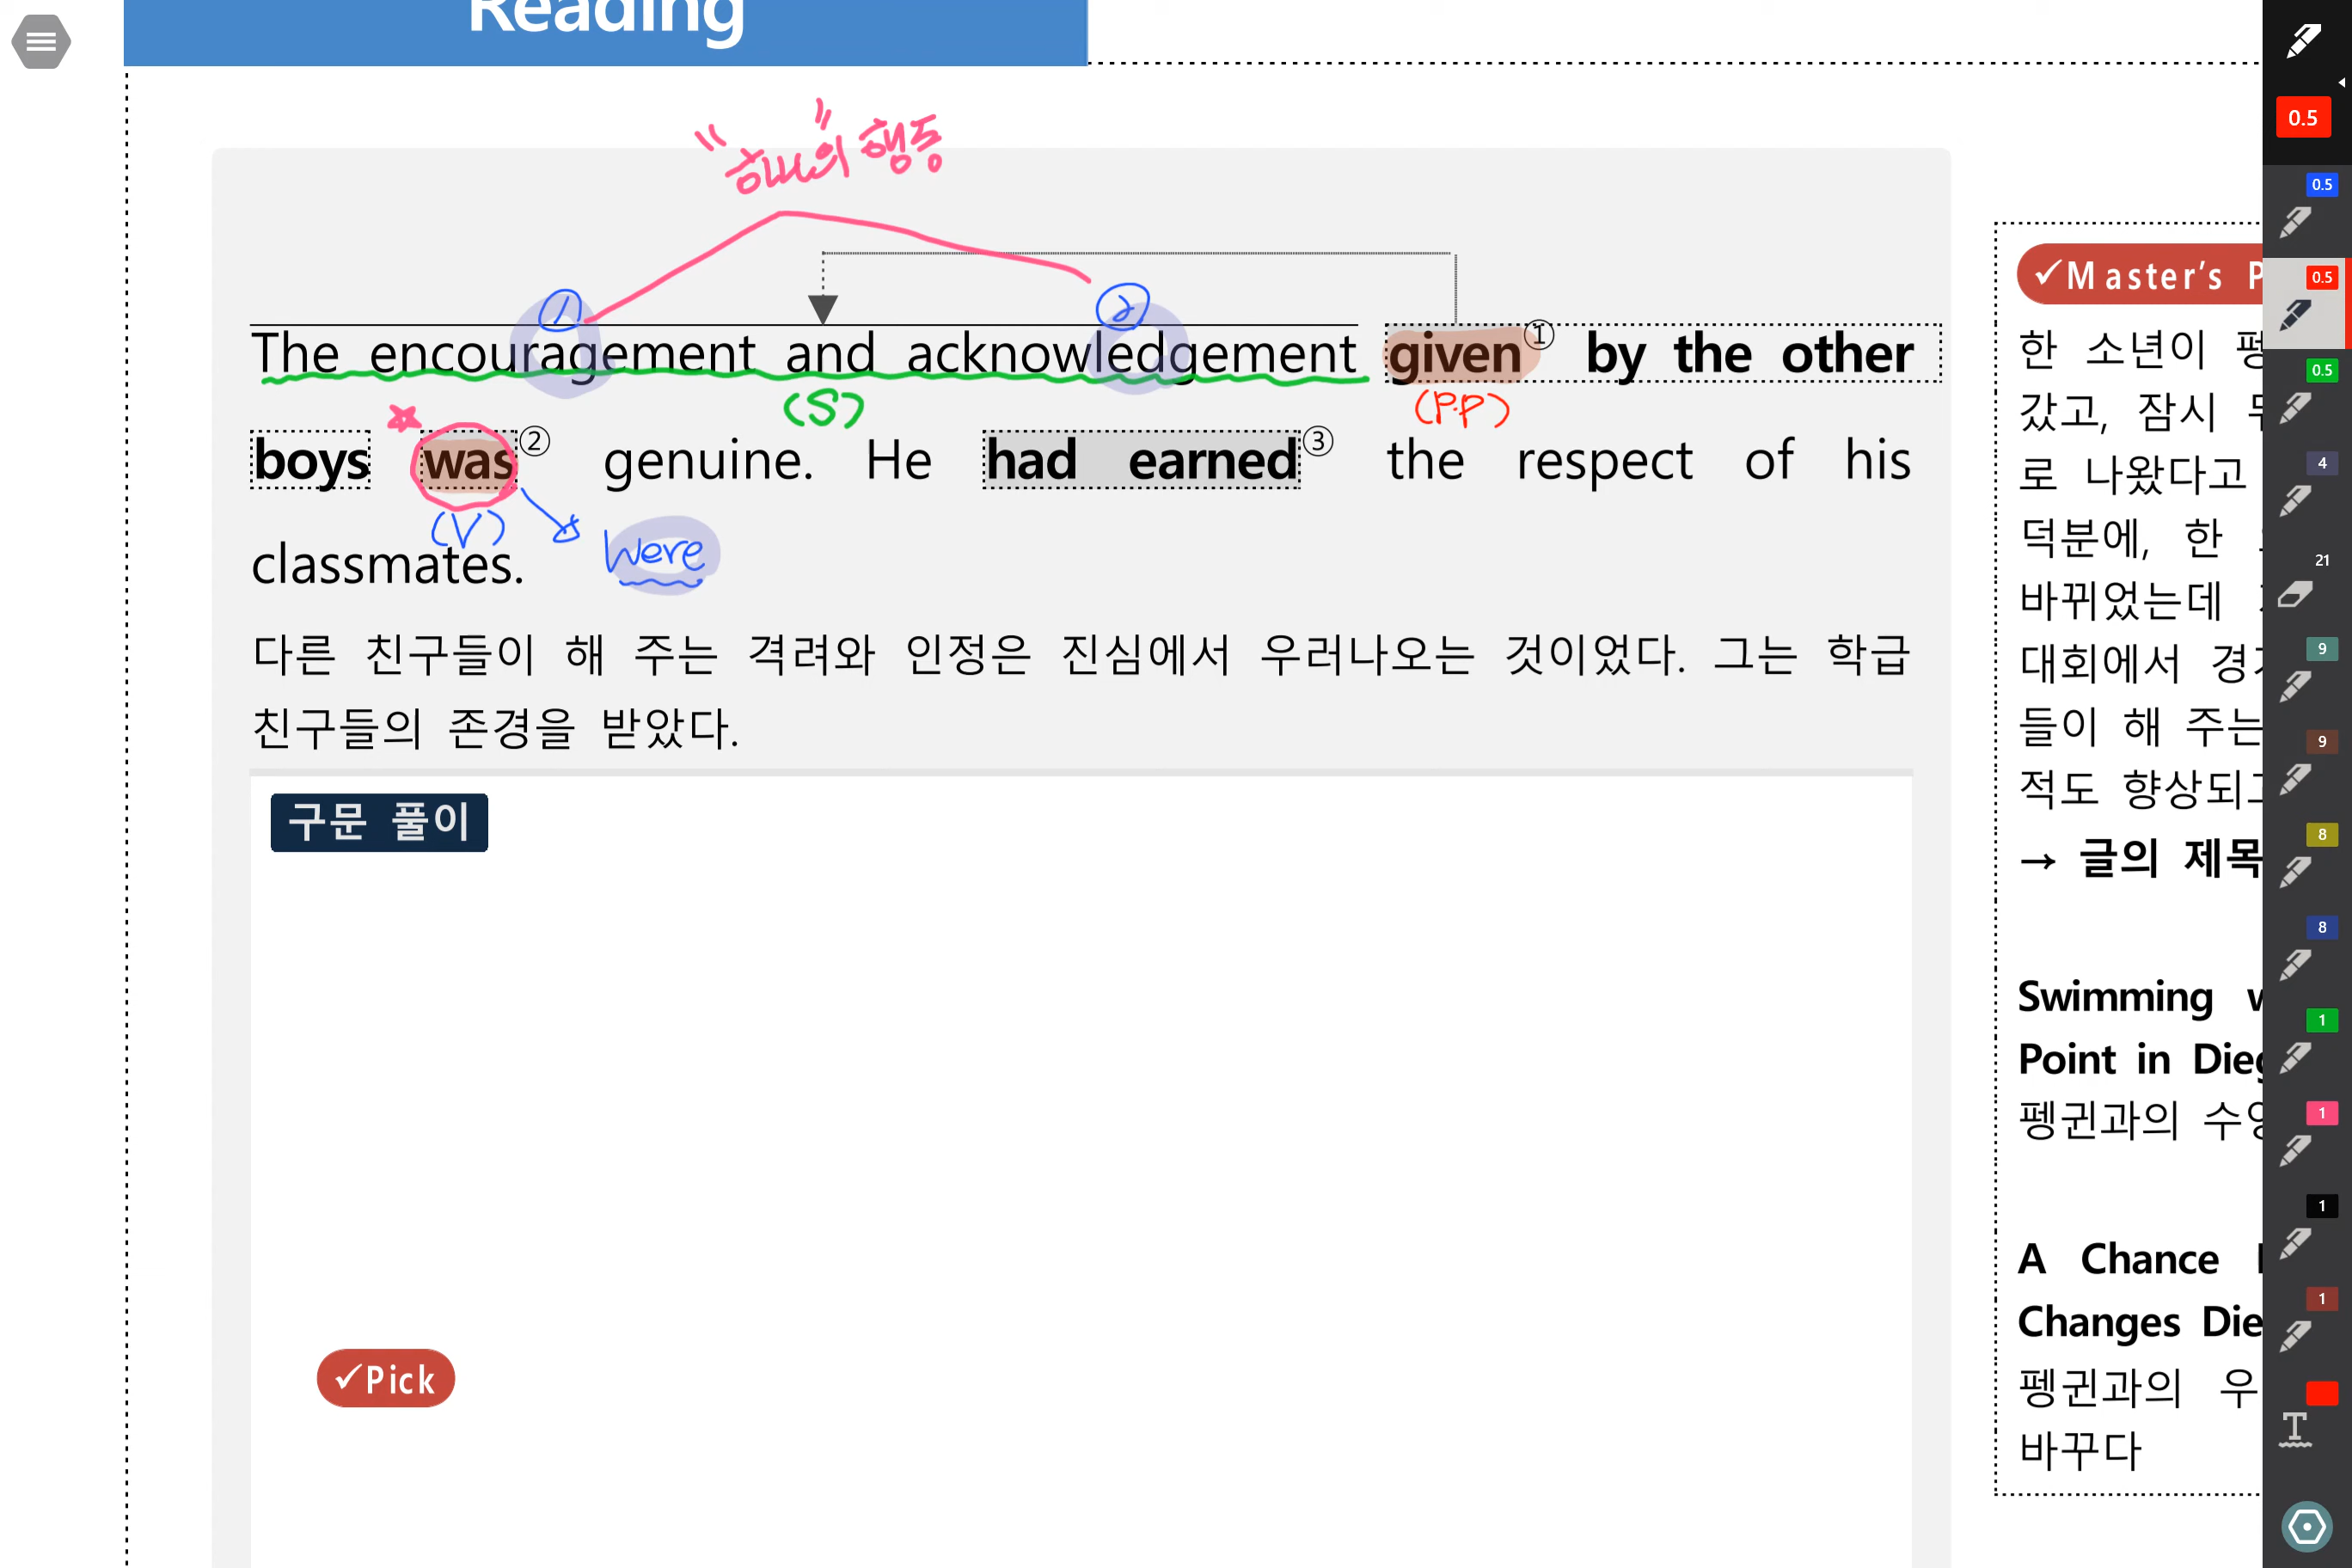 Reading
"하나의" 행동
① ②
The encouragement and acknowledgement given① by the other
(S) (P.P)
boys was② genuine. He had earned③ the respect of his
(V) were
classmates.
다른 친구들이 해 주는 격려와 인정은 진심에서 우러나오는 것이었다. 그는 학급
친구들의 존경을 받았다.
구문 풀이
✓Pick
✓Master's P
한 소년이 펭
갔고, 잠시
로 나왔다고
덕분에, 한
바뀌었는데
대회에서 경
들이 해 주는
적도 향상되고
→ 글의 제목
Swimming w
Point in Dieg
펭귄과의 수영
A Chance
Changes Die
펭귄과의 우
바꾸다
0.5
0.5
0.5
0.5
4
21
9
9
8
8
1
1
1
1
T